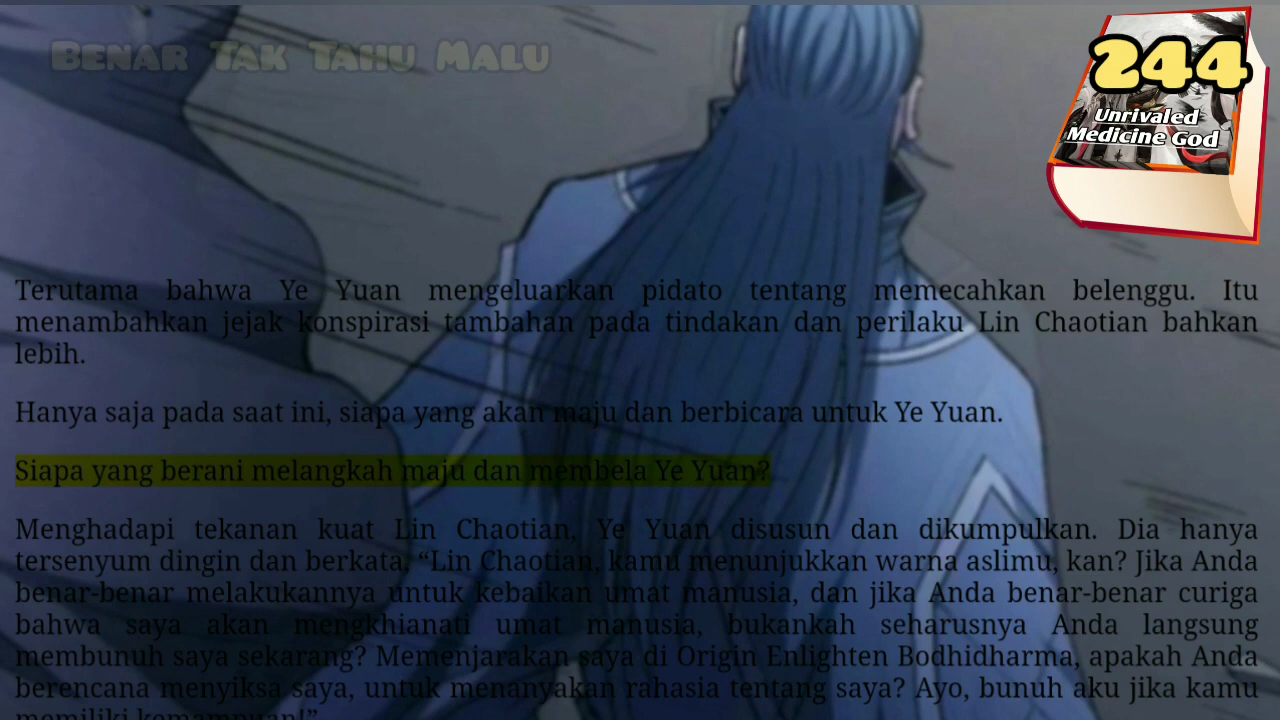 Benar Tak Tahu Malu
244
Unrivaled
Medicine God
Terutama bahwa Ye Yuan mengeluarkan pidato tentang memecahkan belenggu. Itu
menambahkan jejak konspirasi tambahan pada tindakan dan perilaku Lin Chaotian bahkan
lebih.
Hanya saja pada saat ini, siapa yang akan maju dan berbicara untuk Ye Yuan.
Siapa yang berani melangkah maju dan membela Ye Yuan?
Menghadapi tekanan kuat Lin Chaotian, Ye Yuan disusun dan dikumpulkan. Dia hanya
tersenyum dingin dan berkata, “Lin Chaotian, kamu menunjukkan warna aslimu, kan? Jika Anda
benar-benar melakukannya untuk kebaikan umat manusia, dan jika Anda benar-benar curiga
bahwa saya akan mengkhianati umat manusia, bukankah seharusnya Anda langsung
membunuh saya sekarang? Memenjarakan saya di Origin Enlighten Bodhidharma, apakah Anda
berencana menyiksa saya, untuk menanyakan rahasia tentang saya? Ayo, bunuh aku jika kamu
memiliki kemampuan!”